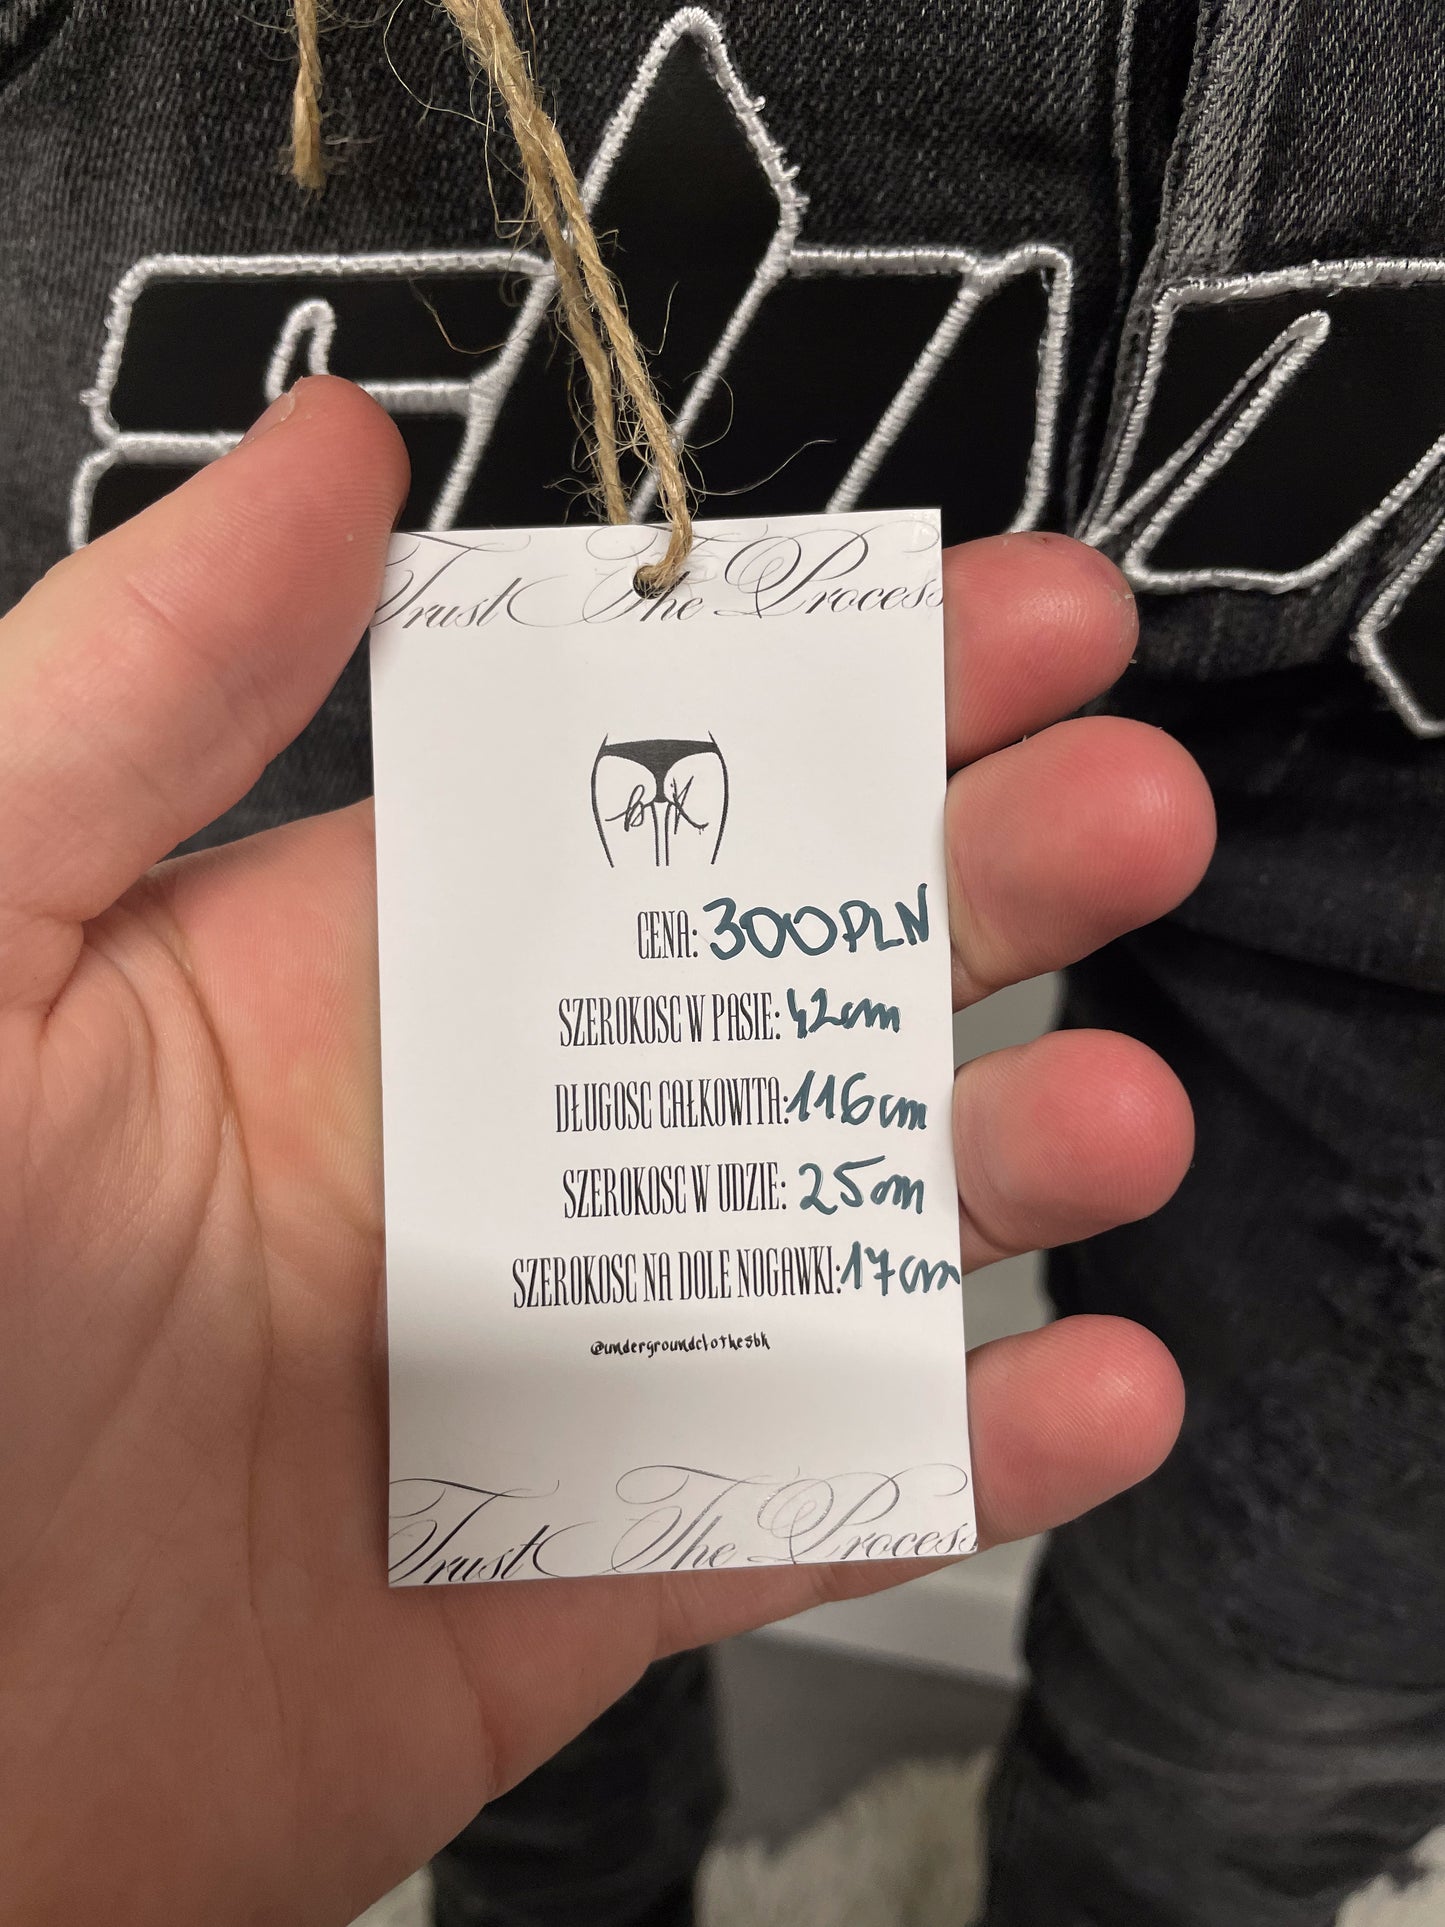 Trust The Process
bK
CENA: 300PLN
SZEROKOSC W PASIE: 42cm
DŁUGOSC CAŁKOWITA: 116cm
SZEROKOSC W UDZIE: 25cm
SZEROKOSC NA DOLE NOGAWKI: 17cm
@undergroundclothesbk
Trust The Process